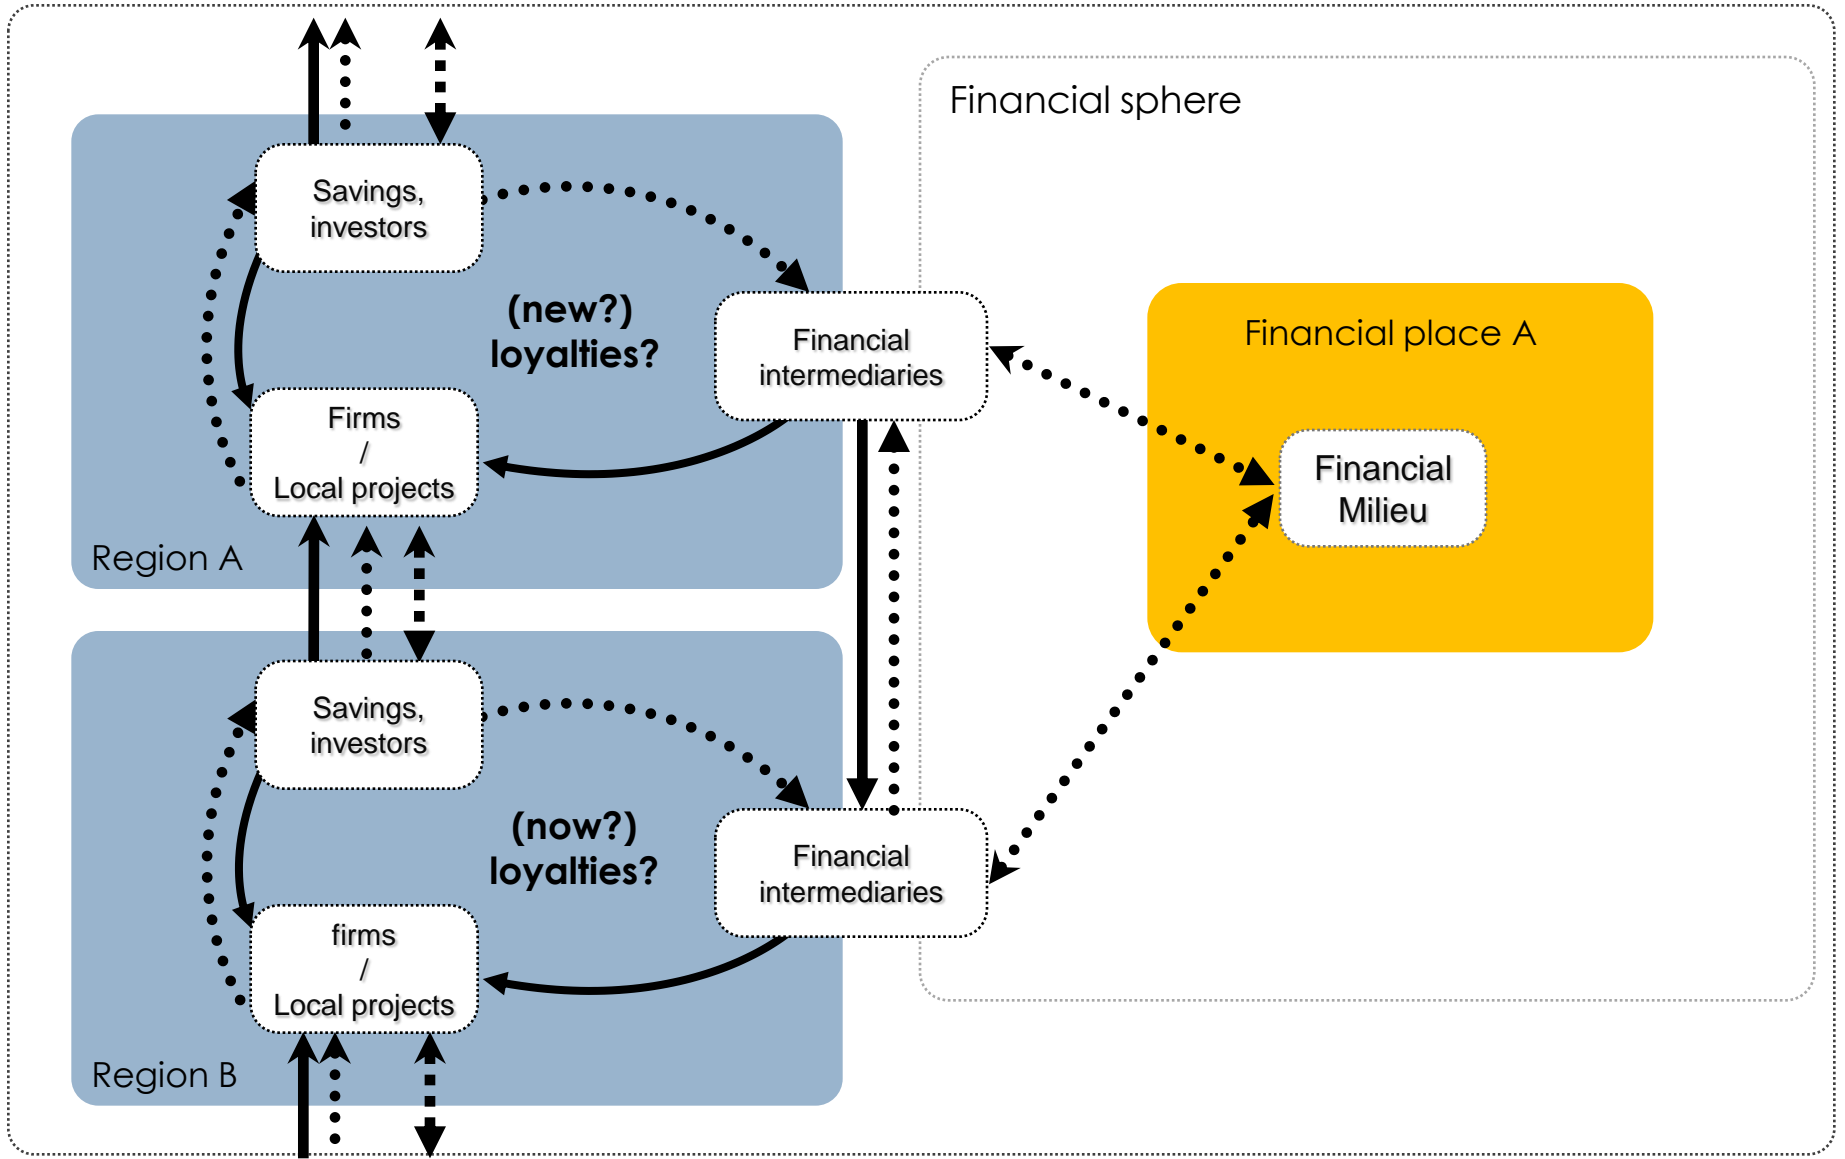 Financial sphere
Savings,
investors
(new?)
loyalties?
Financial
intermediaries
Financial place A
Firms
/
Local projects
Financial
Milieu
Region A
Savings,
investors
(now?)
loyalties?
Financial
intermediaries
firms
/
Local projects
Region B